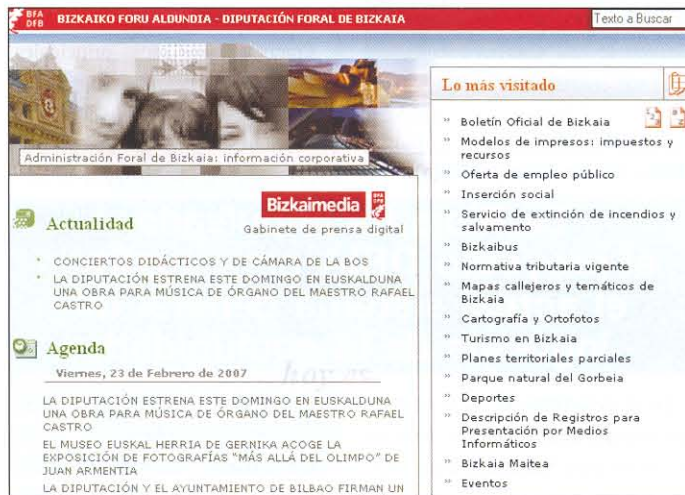 BFA
DFB
BIZKAIKO FORU ALDUNDIA - DIPUTACIÓN FORAL DE BIZKAIA
Texto a Buscar
Administración Foral de Bizkaia: información corporativa
Bizkaimedia
BFA
DFB
Gabinete de prensa digital
Actualidad
CONCIERTOS DIDÁCTICOS Y DE CÁMARA DE LA BOS
LA DIPUTACIÓN ESTRENA ESTE DOMINGO EN EUSKALDUNA
UNA OBRA PARA MÚSICA DE ÓRGANO DEL MAESTRO RAFAEL
CASTRO
Agenda
Viernes, 23 de Febrero de 2007
LA DIPUTACIÓN ESTRENA ESTE DOMINGO EN EUSKALDUNA
UNA OBRA PARA MÚSICA DE ÓRGANO DEL MAESTRO RAFAEL
CASTRO
EL MUSEO EUSKAL HERRIA DE GERNIKA ACOGE LA
EXPOSICIÓN DE FOTOGRAFÍAS "MÁS ALLÁ DEL OLIMPO" DE
JUAN ARMENTIA
LA DIPUTACIÓN Y EL AYUNTAMIENTO DE BILBAO FIRMAN UN
Lo más visitado
» Boletín Oficial de Bizkaia
» Modelos de impresos: impuestos y
recursos
» Oferta de empleo público
» Inserción social
» Servicio de extinción de incendios y
salvamento
» Bizkaibus
» Normativa tributaria vigente
» Mapas callejeros y temáticos de
Bizkaia
» Cartografía y Ortofotos
» Turismo en Bizkaia
» Planes territoriales parciales
» Parque natural del Gorbeia
» Deportes
» Descripción de Registros para
Presentación por Medios
Informáticos
» Bizkaia Maitea
» Eventos